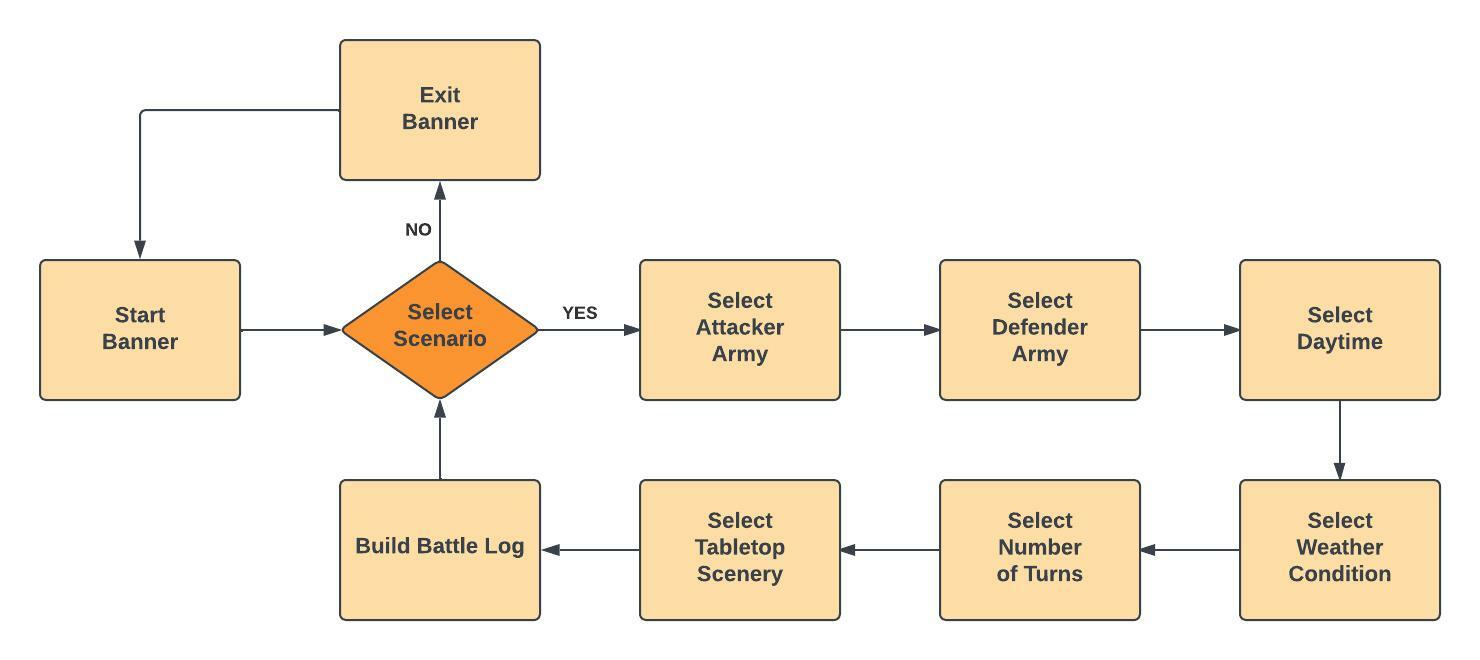 Exit
Banner
NO
Start
Banner
Select
Scenario
YES
Select
Attacker
Army
Select
Defender
Army
Select
Daytime
Build Battle Log
Select
Tabletop
Scenery
Select
Number
of Turns
Select
Weather
Condition